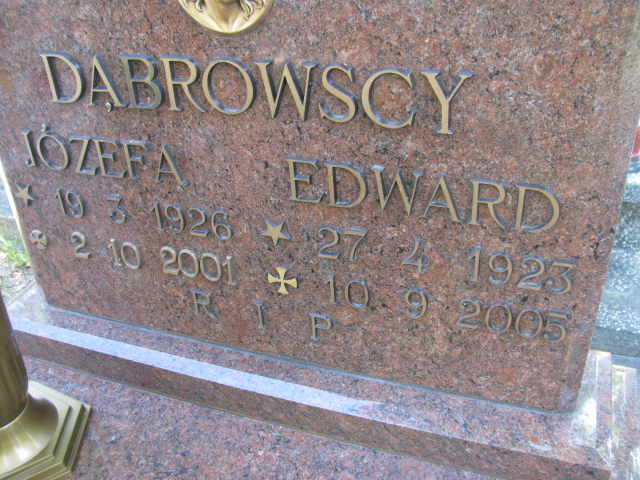 DĄBROWSCY
JÓZEFA EDWARD
19 3 1926 27 4 1923
2 10 2001 10 9 2005
R I P